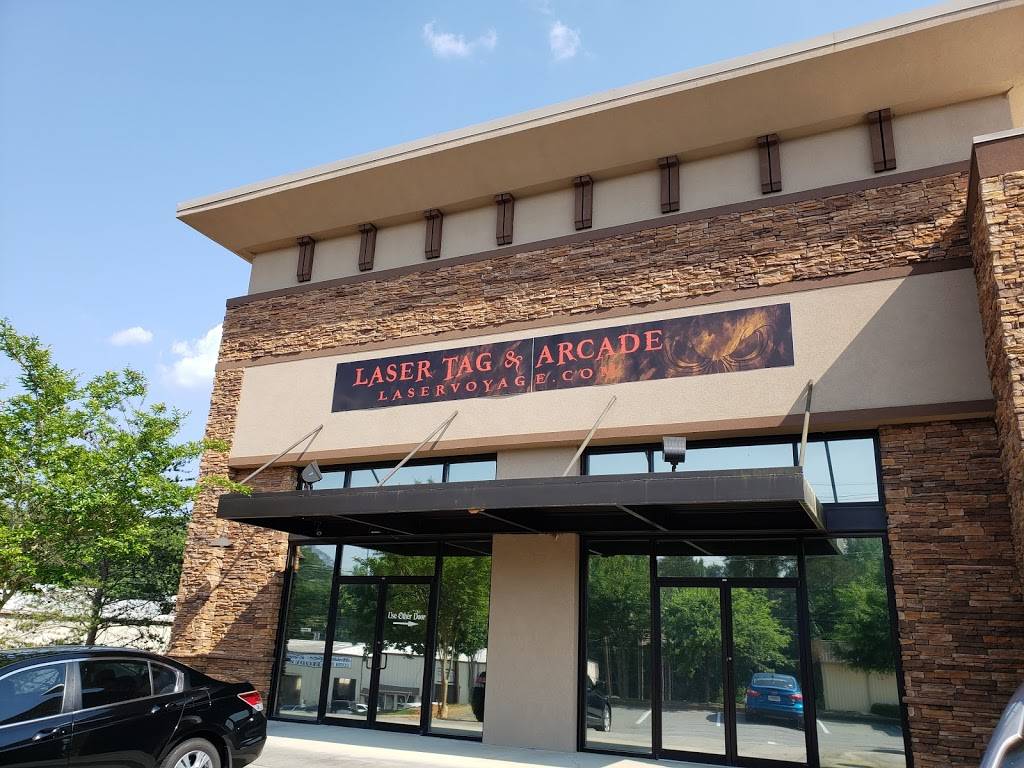 LASER TAG & ARCADE
LASERVOYAGE.COM
Use Other Door